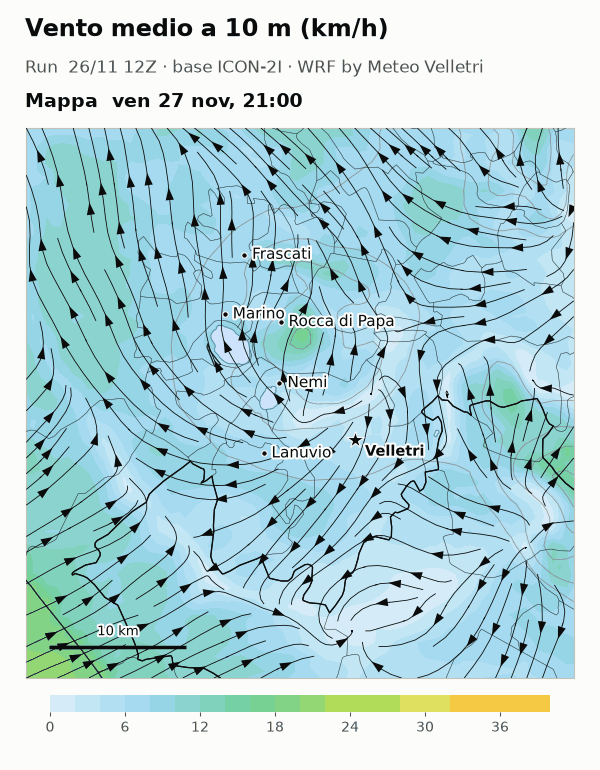 Vento medio a 10 m (km/h)
Run 26/11 12Z · base ICON-2I · WRF by Meteo Velletri
Mappa ven 27 nov, 21:00
Frascati
Marino
Rocca di Papa
Nemi
Lanuvio
Velletri
10 km
0 6 12 18 24 30 36